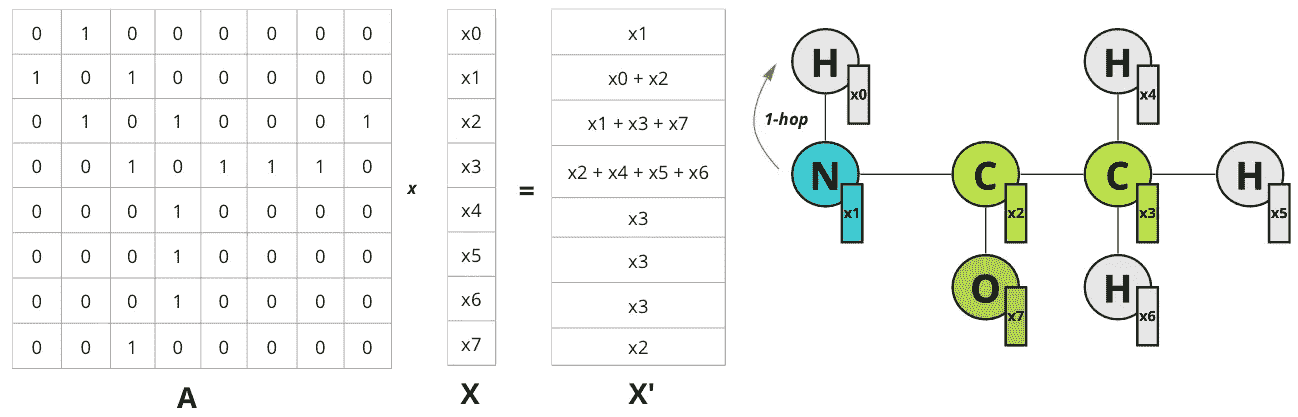 0 1 0 0 0 0 0 0
1 0 1 0 0 0 0 0
0 1 0 1 0 0 0 1
0 0 1 0 1 1 1 0
0 0 0 1 0 0 0 0
0 0 0 1 0 0 0 0
0 0 0 1 0 0 0 0
0 0 1 0 0 0 0 0
A
x
x0
x1
x2
x3
x4
x5
x6
x7
X
=
x1
x0 + x2
x1 + x3 + x7
x2 + x4 + x5 + x6
x3
x3
x3
x2
X'
H
x0
1-hop
N
x1
C
x2
O
x7
H
x4
C
x3
H
x5
H
x6